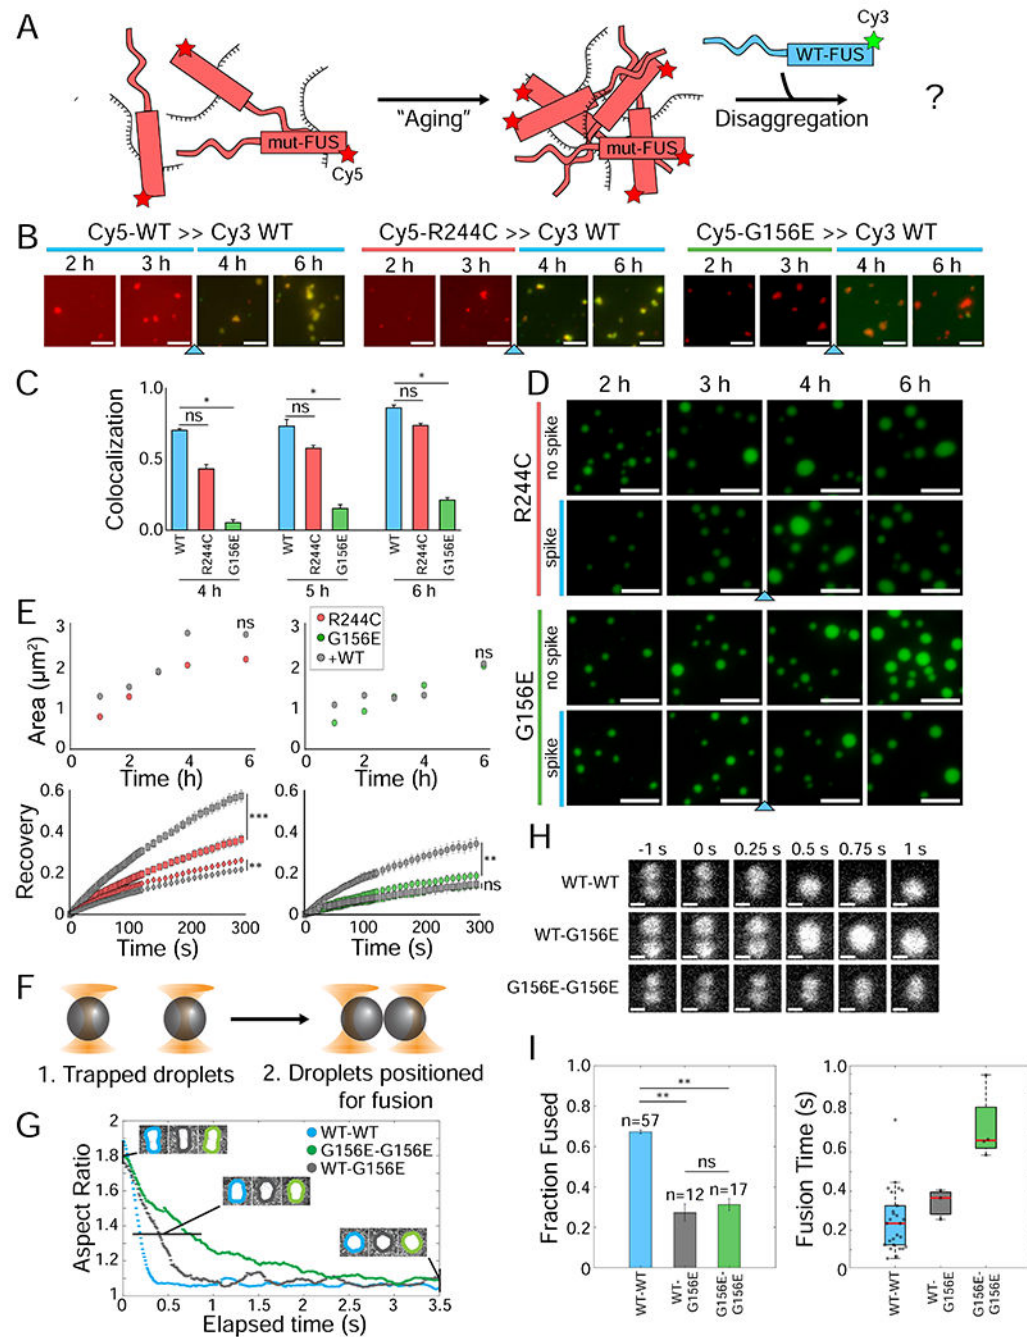 A
Cy3
WT-FUS
"Aging"
Disaggregation
?
mut-FUS
mut-FUS
Cy5
B
Cy5-WT >> Cy3 WT
Cy5-R244C >> Cy3 WT
Cy5-G156E >> Cy3 WT
2 h 3 h 4 h 6 h
2 h 3 h 4 h 6 h
2 h 3 h 4 h 6 h
C
Colocalization
1.0
0.5
0.0
* ns
* ns
* ns
WT R244C G156E
WT R244C G156E
WT R244C G156E
4 h 5 h 6 h
D
2 h 3 h 4 h 6 h
R244C
no spike
spike
G156E
no spike
spike
E
Area (µm²)
3
2
1
0
0 2 4 6
Time (h)
ns
R244C
G156E
+WT
3
2
1
0
0 2 4 6
Time (h)
ns
Recovery
0.6
0.4
0.2
0
0 100 200 300
Time (s)
***
**
0.6
0.4
0.2
0
0 100 200 300
Time (s)
**
ns
F
1. Trapped droplets
2. Droplets positioned
for fusion
G
Aspect Ratio
2
1.8
1.6
1.4
1.2
1.0
0 0.5 1 1.5 2 2.5 3 3.5
Elapsed time (s)
WT-WT
G156E-G156E
WT-G156E
H
-1 s 0 s 0.25 s 0.5 s 0.75 s 1 s
WT-WT
WT-G156E
G156E-G156E
I
Fraction Fused
1.0
0.8
0.6
0.4
0.2
0
**
**
ns
n=57
n=12
n=17
WT-WT
WT-
G156E
G156E-
G156E
Fusion Time (s)
1.0
0.8
0.6
0.4
0.2
0
WT-WT
WT-
G156E
G156E-
G156E